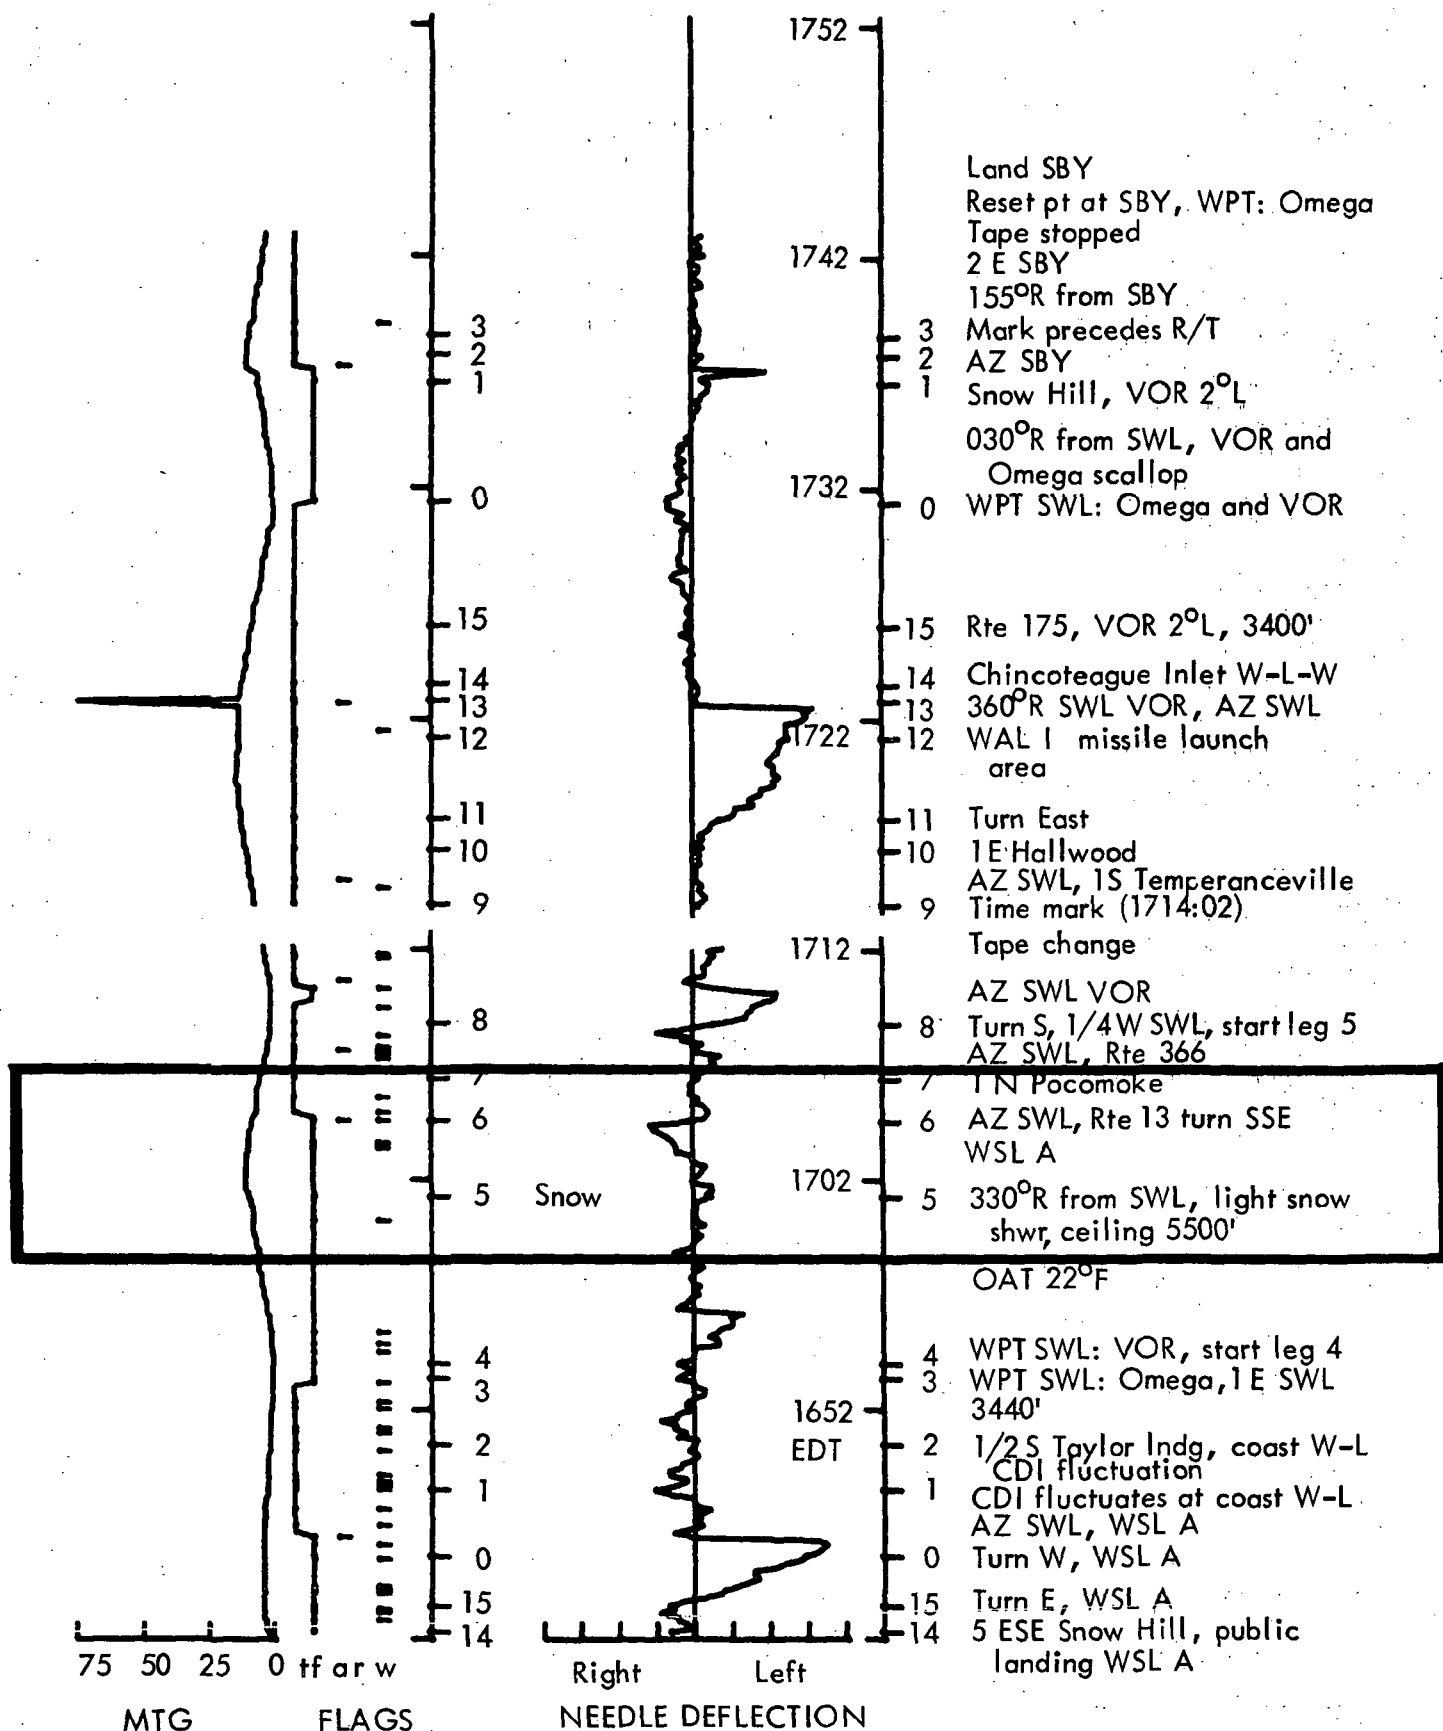 1752
Land SBY
Reset pt at SBY, WPT: Omega
Tape stopped
1742
2 E SBY
155°R from SBY
3 3 Mark precedes R/T
2 2 AZ SBY
1 1 Snow Hill, VOR 2°L
030°R from SWL, VOR and
Omega scallop
1732
0 0 WPT SWL: Omega and VOR
15 15 Rte 175, VOR 2°L, 3400'
14 14 Chincoteague Inlet W-L-W
13 13 360°R SWL VOR, AZ SWL
1722
12 12 WAL I missile launch
area
11 11 Turn East
10 10 1E Hallwood
AZ SWL, 1S Temperanceville
9 9 Time mark (1714:02)
1712 Tape change
AZ SWL VOR
8 8 Turn S, 1/4W SWL, start leg 5
AZ SWL, Rte 366
7 7 1 N Pocomoke
6 6 AZ SWL, Rte 13 turn SSE
WSL A
1702
5 Snow 5 330°R from SWL, light snow
shwr, ceiling 5500'
OAT 22°F
4 4 WPT SWL: VOR, start leg 4
3 3 WPT SWL: Omega, 1 E SWL
1652 3440'
EDT
2 2 1/2 S Taylor lndg, coast W-L
CDI fluctuation
1 1 CDI fluctuates at coast W-L
AZ SWL, WSL A
0 0 Turn W, WSL A
15 15 Turn E, WSL A
14 14 5 ESE Snow Hill, public
landing WSL A
75 50 25 0 tf ar w Right Left
MTG FLAGS NEEDLE DEFLECTION